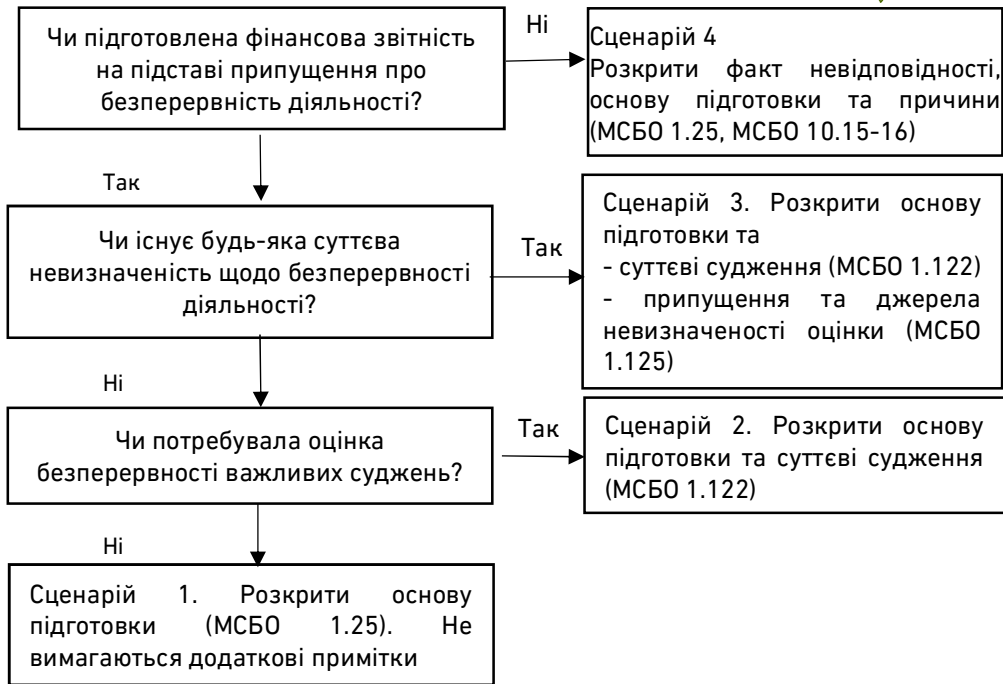 Чи підготовлена фінансова звітність
на підставі припущення про
безперервність діяльності?
Ні
Сценарій 4
Розкрити факт невідповідності,
основу підготовки та причини
(МСБО 1.25, МСБО 10.15-16)
Так
Чи існує будь-яка суттєва
невизначеність щодо безперервності
діяльності?
Так
Сценарій 3. Розкрити основу
підготовки та
- суттєві судження (МСБО 1.122)
- припущення та джерела
невизначеності оцінки (МСБО
1.125)
Ні
Чи потребувала оцінка
безперервності важливих суджень?
Так
Сценарій 2. Розкрити основу
підготовки та суттєві судження
(МСБО 1.122)
Ні
Сценарій 1. Розкрити основу
підготовки (МСБО 1.25). Не
вимагаються додаткові примітки